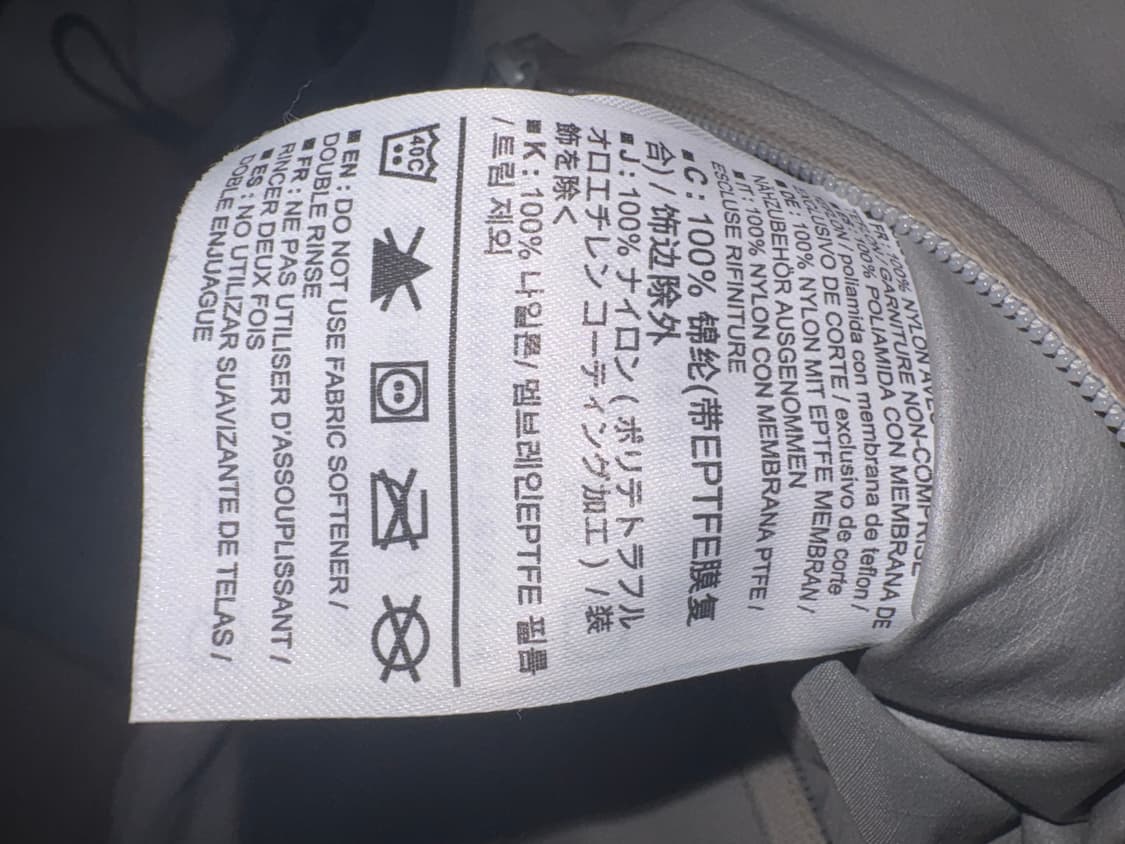 100% NYLON
/ GARNITURE NON-COMPRISE
100% POLIAMIDA CON MEMBRANA DE
/ poliamida con membrana de teflon /
EXCLUSIVO DE CORTE / exclusivo de corte
■ DE : 100% NYLON MIT EPTFE MEMBRAN /
NÄHZUBEHÖR AUSGENOMMEN
■ IT : 100% NYLON CON MEMBRANA PTFE /
ESCLUSE RIFINITURE
■ C : 100% 锦纶(带EPTFE膜复
合) / 饰边除外
■ J : 100% ナイロン ( ポリテトラフル
オロエチレン コーティング加工 ) / 装
飾を除く
■ K : 100% 나일론/ 멤브레인EPTFE 필름
/ 트림 제외
40C
■ EN : DO NOT USE FABRIC SOFTENER /
DOUBLE RINSE
■ FR : NE PAS UTILISER D'ASSOUPLISSANT /
RINCER DEUX FOIS
■ ES : NO UTILIZAR SUAVIZANTE DE TELAS /
DOBLE ENJUAGUE